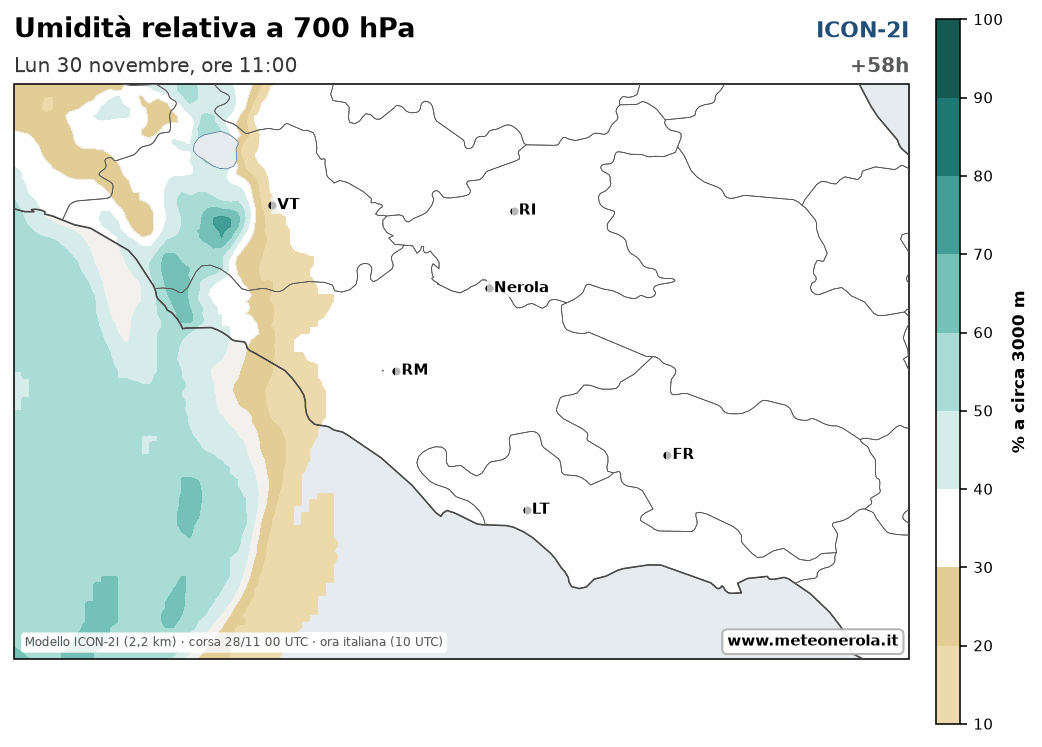 Umidità relativa a 700 hPa
ICON-2I
Lun 30 novembre, ore 11:00
+58h
100
90
80
70
60
50
40
30
20
10
% a circa 3000 m
VT
RI
Nerola
RM
FR
LT
Modello ICON-2I (2,2 km) · corsa 28/11 00 UTC · ora italiana (10 UTC)
www.meteonerola.it